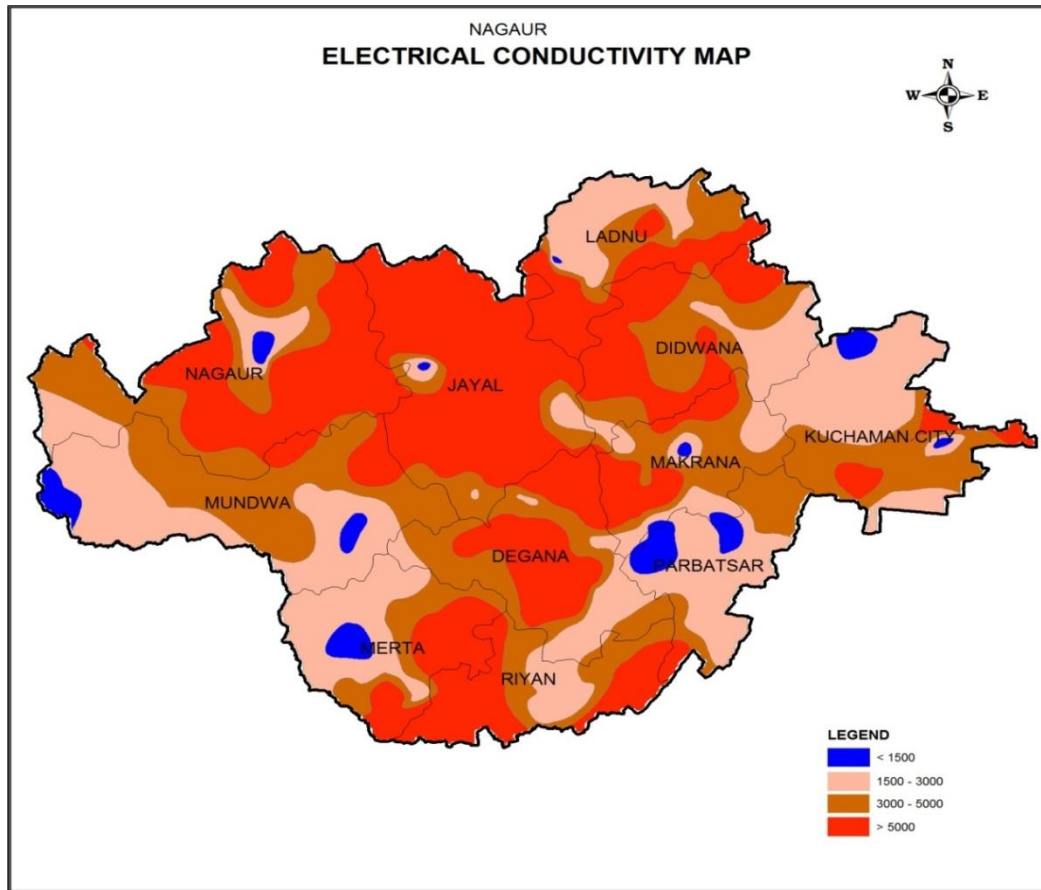 NAGAUR
ELECTRICAL CONDUCTIVITY MAP
N
W E
S
LADNU
DIDWANA
NAGAUR
JAYAL
KUCHAMAN CITY
MAKRANA
MUNDWA
DEGANA
PARBATSAR
MERTA
RIYAN
LEGEND
< 1500
1500 - 3000
3000 - 5000
> 5000